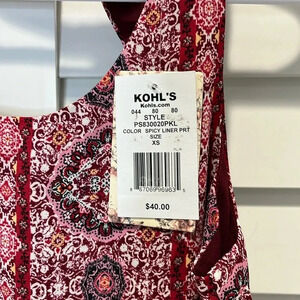 KOHL'S
Kohls.com
044 80 80
STYLE
PS830020PKL
COLOR SPICY LINER PRT
SIZE
XS
$40.00